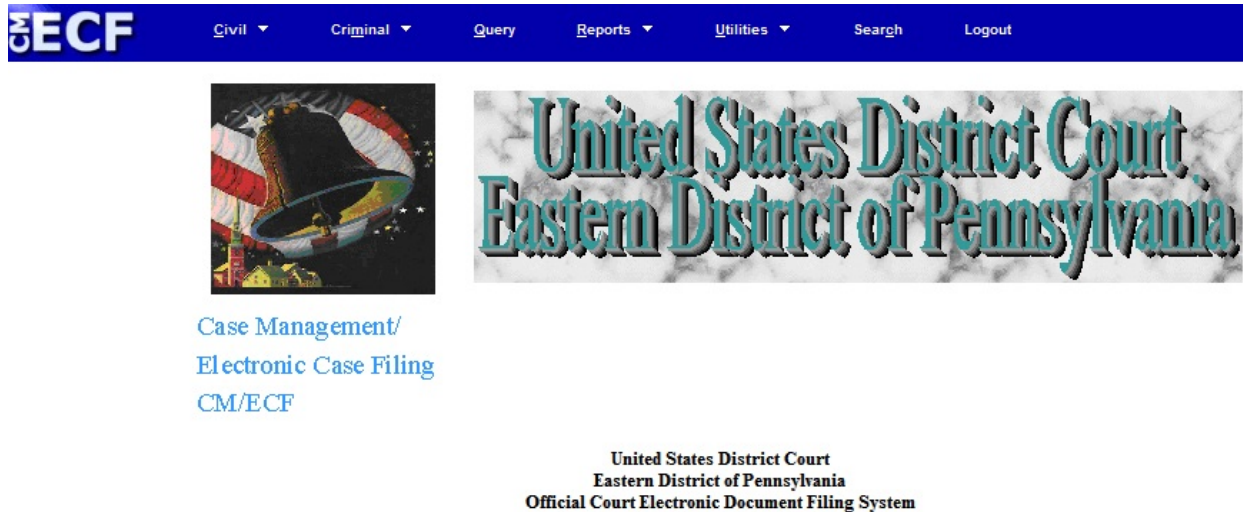 CM ECF
Civil Criminal Query Reports Utilities Search Logout
United States District Court
Eastern District of Pennsylvania
Case Management/
Electronic Case Filing
CM/ECF
United States District Court
Eastern District of Pennsylvania
Official Court Electronic Document Filing System